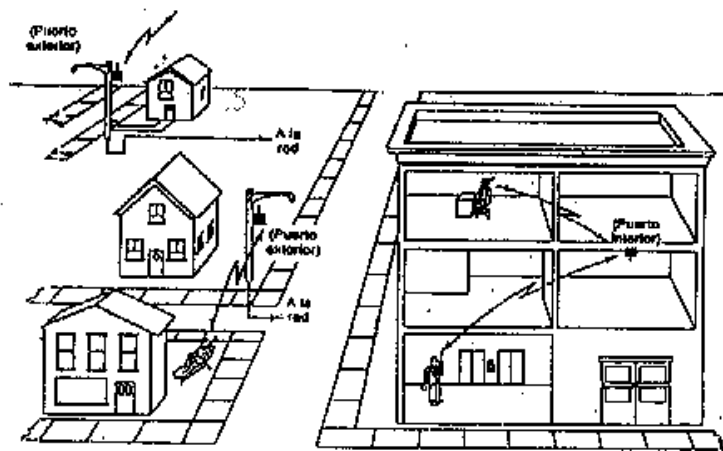 (Puerto
exterior)
A la
red
(Puerto
exterior)
A la
red
(Puerto
interior)